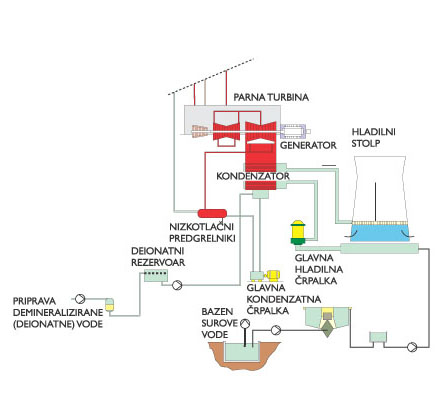 PARNA TURBINA
GENERATOR
HLADILNI
STOLP
KONDENZATOR
NIZKOTLAČNI
PREDGRELNIKI
DEIONATNI
REZERVOAR
GLAVNA
HLADILNA
ČRPALKA
GLAVNA
KONDENZATNA
ČRPALKA
PRIPRAVA
DEMINERALIZIRANE
(DEIONATNE) VODE
BAZEN
SUROVE
VODE